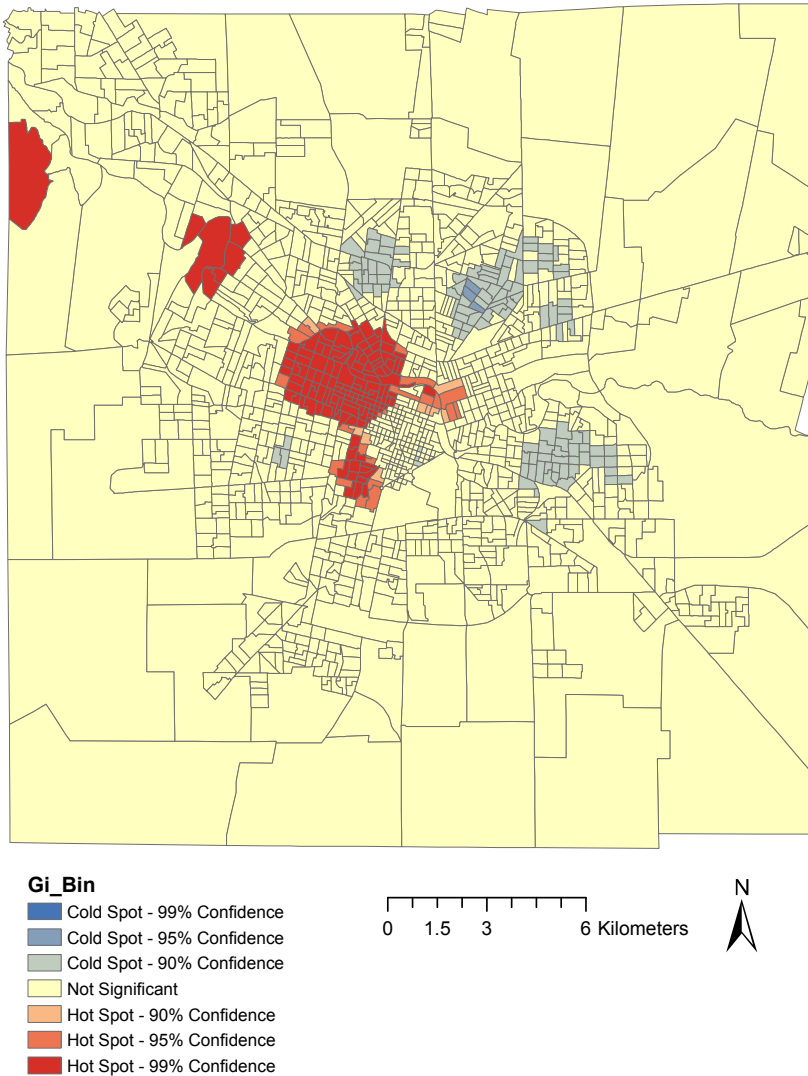 Gi_Bin
Cold Spot - 99% Confidence
Cold Spot - 95% Confidence
Cold Spot - 90% Confidence
Not Significant
Hot Spot - 90% Confidence
Hot Spot - 95% Confidence
Hot Spot - 99% Confidence
0 1.5 3 6 Kilometers
N